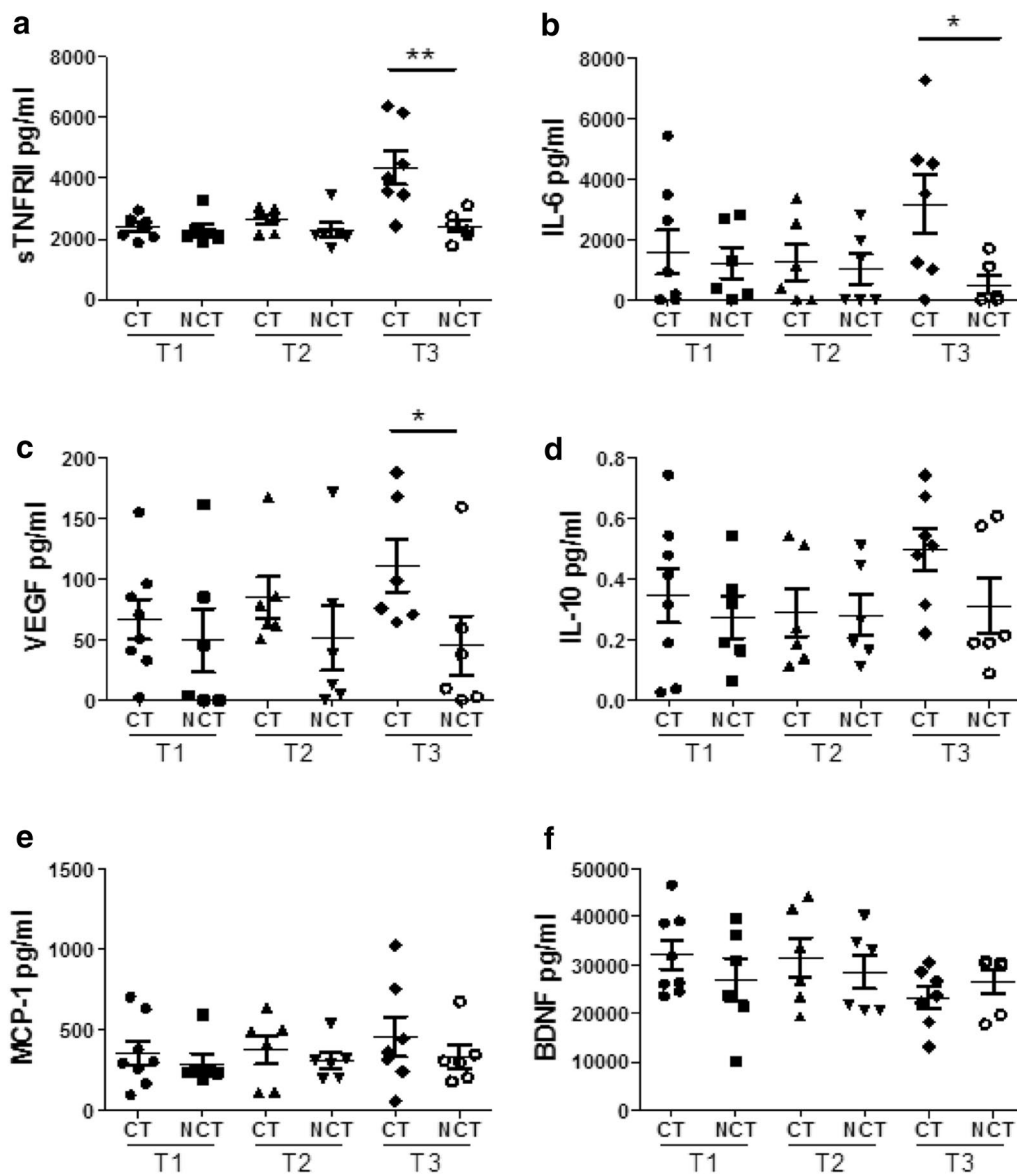 a
**
sTNFRII pg/ml
8000
6000
4000
2000
0
CT NCT CT NCT CT NCT
T1 T2 T3
b
*
IL-6 pg/ml
8000
6000
4000
2000
0
CT NCT CT NCT CT NCT
T1 T2 T3
c
*
VEGF pg/ml
200
150
100
50
0
CT NCT CT NCT CT NCT
T1 T2 T3
d
IL-10 pg/ml
0.8
0.6
0.4
0.2
0.0
CT NCT CT NCT CT NCT
T1 T2 T3
e
MCP-1 pg/ml
1500
1000
500
0
CT NCT CT NCT CT NCT
T1 T2 T3
f
BDNF pg/ml
50000
40000
30000
20000
10000
0
CT NCT CT NCT CT NCT
T1 T2 T3